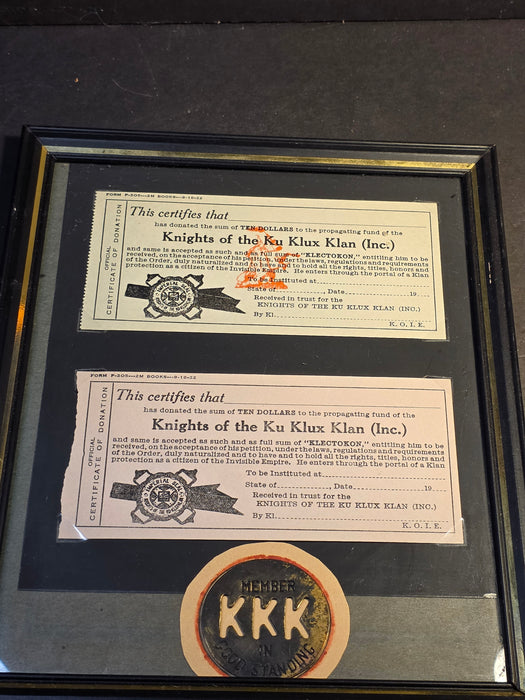 FORM P-305—2M BOOKS—9-18-22
OFFICIAL
CERTIFICATE OF DONATION
This certifies that
has donated the sum of TEN DOLLARS to the propagating fund of the
Knights of the Ku Klux Klan (Inc.)
and same is accepted as such and as full sum of "KLECTOKON," entitling him to be
received, on the acceptance of his petition, under the laws, regulations and requirements
of the Order, duly naturalized and to have and to hold all the rights, titles, honors and
protection as a citizen of the Invisible Empire. He enters through the portal of a Klan
To be Instituted at
State of , Date 19
Received in trust for the
KNIGHTS OF THE KU KLUX KLAN (INC.)
By Kl.
K. O. I. E.
IMPERIAL SEAL
FORM P-305—2M BOOKS—9-18-22
OFFICIAL
CERTIFICATE OF DONATION
This certifies that
has donated the sum of TEN DOLLARS to the propagating fund of the
Knights of the Ku Klux Klan (Inc.)
and same is accepted as such and as full sum of "KLECTOKON," entitling him to be
received, on the acceptance of his petition, under the laws, regulations and requirements
of the Order, duly naturalized and to have and to hold all the rights, titles, honors and
protection as a citizen of the Invisible Empire. He enters through the portal of a Klan
To be Instituted at
State of , Date 19
Received in trust for the
KNIGHTS OF THE KU KLUX KLAN (INC.)
By Kl.
K. O. I. E.
IMPERIAL SEAL
MEMBER
KKK
IN
GOOD STANDING